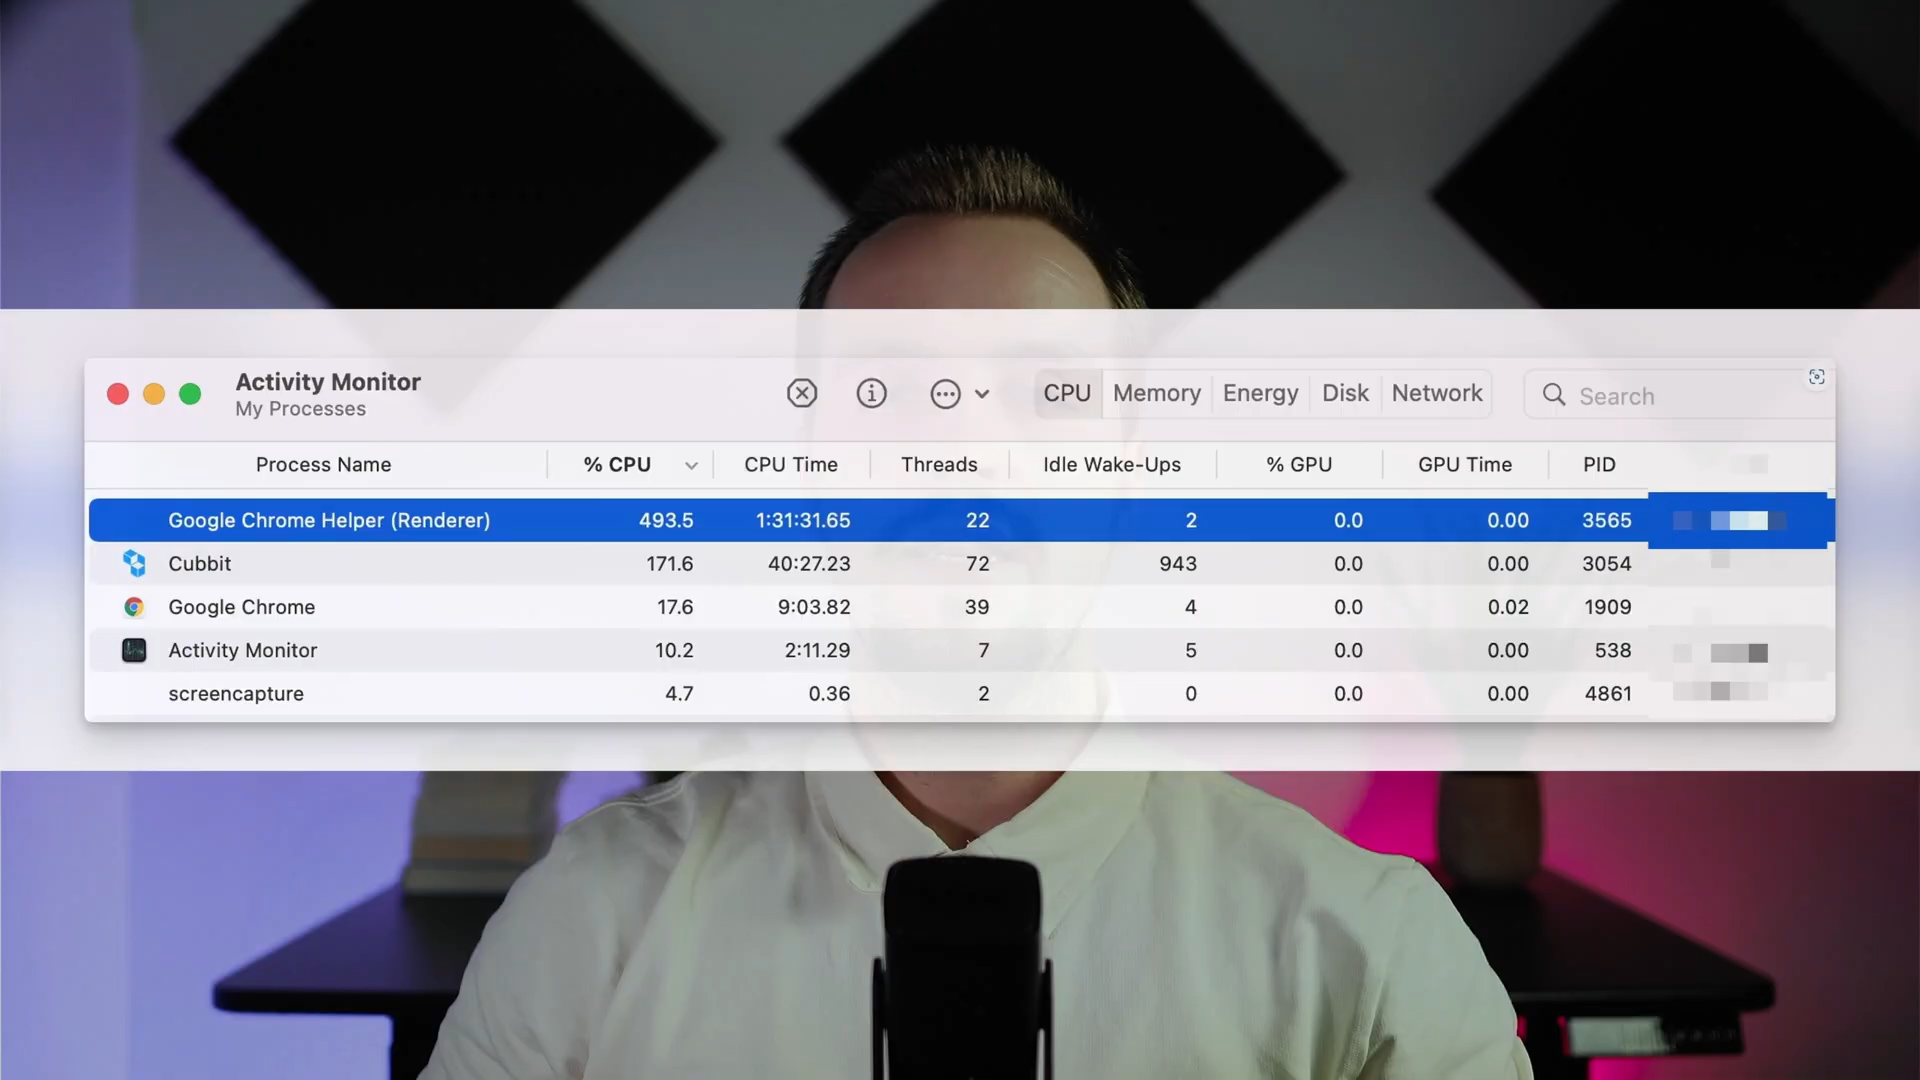 Activity Monitor
My Processes
CPU Memory Energy Disk Network Search
Process Name % CPU CPU Time Threads Idle Wake-Ups % GPU GPU Time PID
Google Chrome Helper (Renderer) 493.5 1:31:31.65 22 2 0.0 0.00 3565
Cubbit 171.6 40:27.23 72 943 0.0 0.00 3054
Google Chrome 17.6 9:03.82 39 4 0.0 0.02 1909
Activity Monitor 10.2 2:11.29 7 5 0.0 0.00 538
screencapture 4.7 0.36 2 0 0.0 0.00 4861